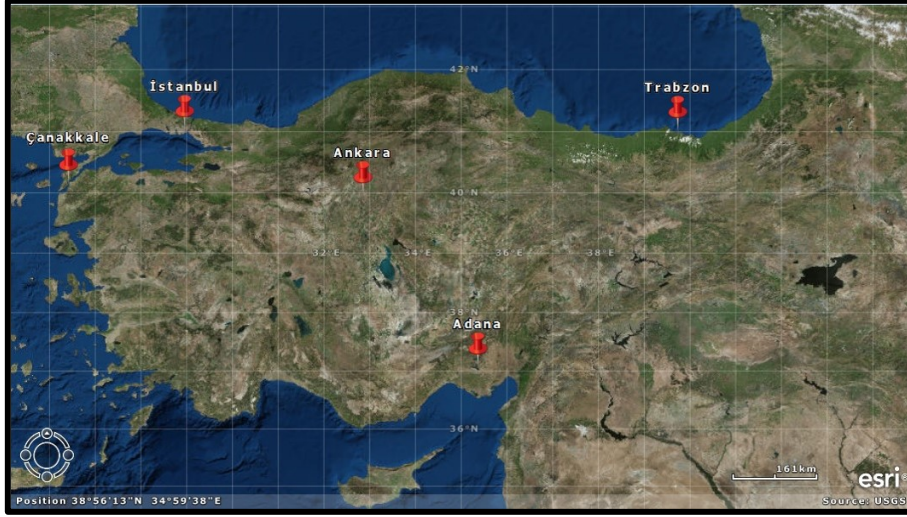 42°N
İstanbul
Trabzon
Çanakkale
Ankara
40°N
32°E 34°E 36°E 38°E
38°N
Adana
36°N
161km
esri
Position 38°56'13"N 34°59'38"E
Source: USGS